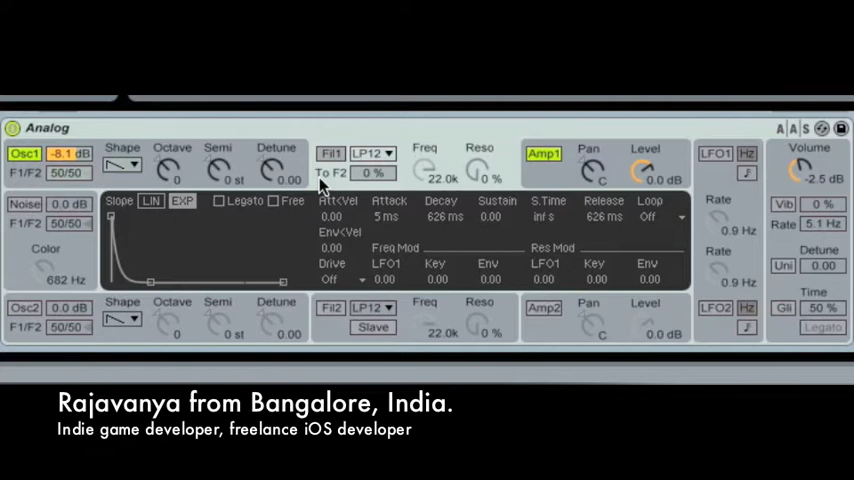 Analog
A|A|S
Osc1 -8.1 dB Shape Octave Semi Detune Fil1 LP12 Freq Reso Amp1 Pan Level LFO1 Hz Volume
F1/F2 50/50 0 0 st 0.00 To F2 0 % 22.0k 0 % C 0.0 dB -2.5 dB
Noise 0.0 dB Slope LIN EXP Legato Free Att<Vel Attack Decay Sustain S.Time Release Loop Rate Vib 0 %
F1/F2 50/50 0.00 5 ms 626 ms 0.00 inf s 626 ms Off 0.9 Hz Rate 5.1 Hz
Env<Vel
Color 0.00 Freq Mod Res Mod Rate Detune
682 Hz Drive LFO1 Key Env LFO1 Key Env 0.9 Hz Uni 0.00
Off 0.00 0.00 0.00 0.00 0.00 0.00
Osc2 0.0 dB Shape Octave Semi Detune Fil2 LP12 Freq Reso Amp2 Pan Level LFO2 Hz Time
Gli 50 %
F1/F2 50/50 0 0 st 0.00 Slave 22.0k 0 % C 0.0 dB Legato
Rajavanya from Bangalore, India.
Indie game developer, freelance iOS developer